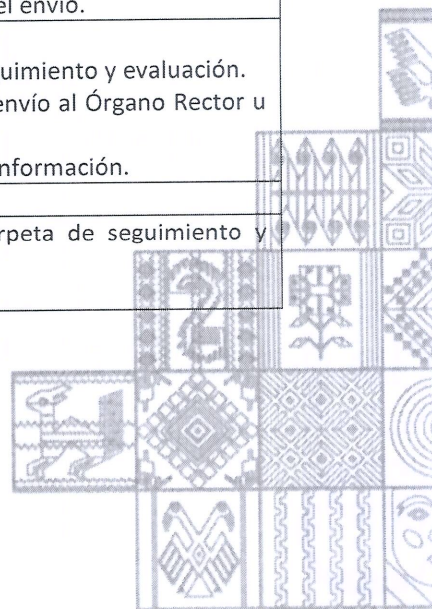 el envío.
uimiento y evaluación.
envío al Órgano Rector u
nformación.
rpeta de seguimiento y